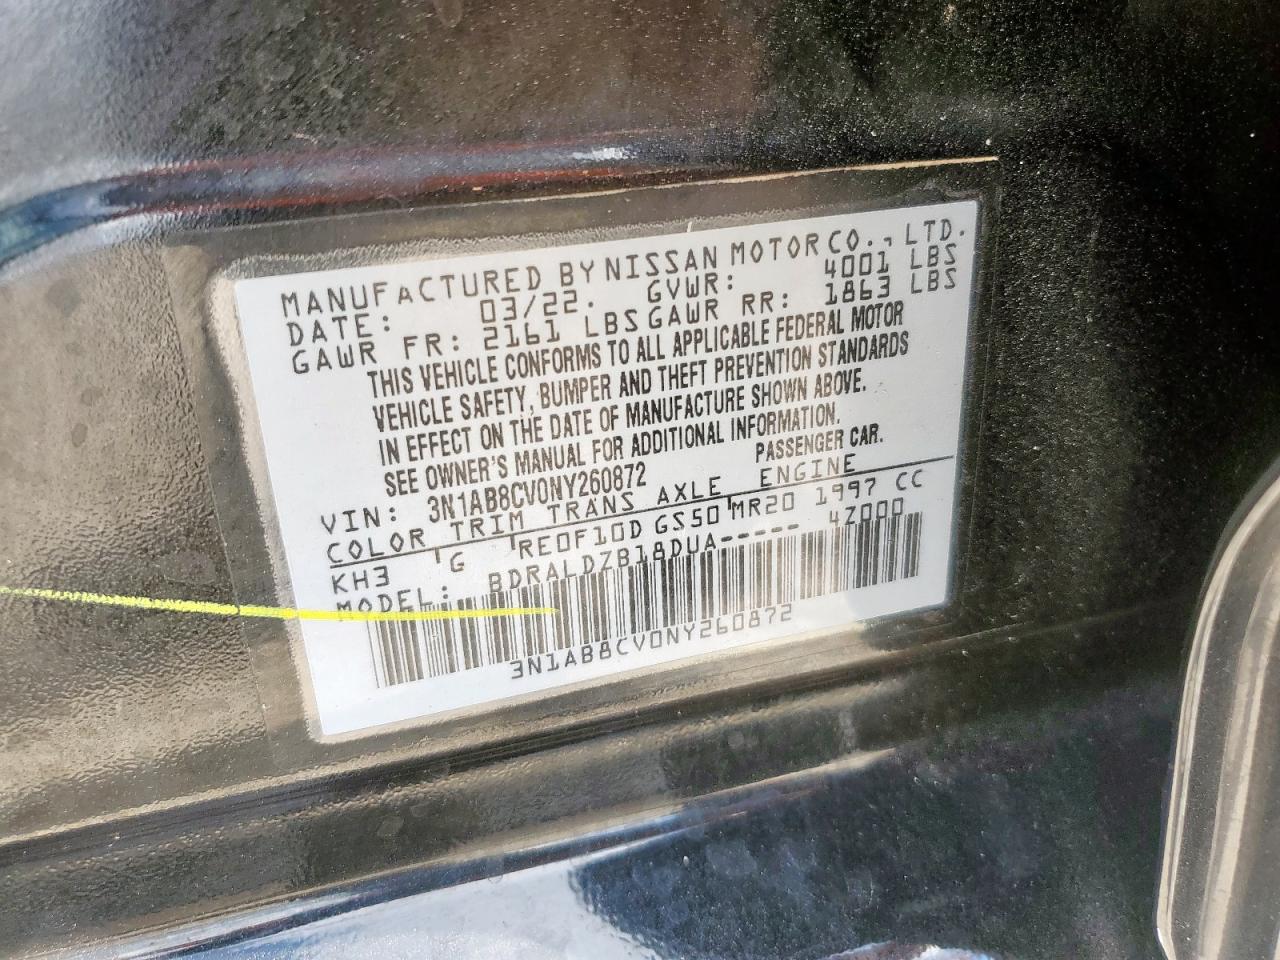 MANUFACTURED BY NISSAN MOTOR CO., LTD.
DATE: 03/22. GVWR: 4001 LBS
GAWR FR: 2161 LBS GAWR RR: 1863 LBS
THIS VEHICLE CONFORMS TO ALL APPLICABLE FEDERAL MOTOR
VEHICLE SAFETY, BUMPER AND THEFT PREVENTION STANDARDS
IN EFFECT ON THE DATE OF MANUFACTURE SHOWN ABOVE.
SEE OWNER'S MANUAL FOR ADDITIONAL INFORMATION.
VIN: 3N1AB8CV0NY260872 PASSENGER CAR.
COLOR TRIM TRANS AXLE ENGINE
KH3 G RE0F10D GS50 MR20 1997 CC
MODEL: BDRALDZB18DUA----- 4Z000
3N1AB8CV0NY260872